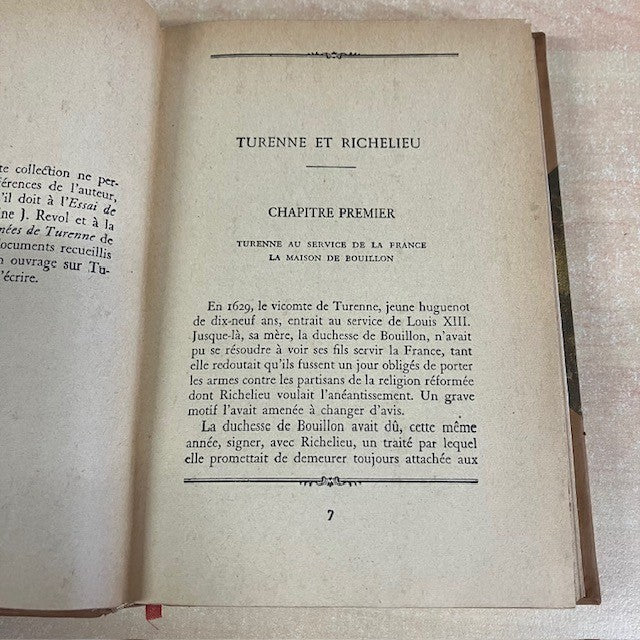 te collection ne per-
férences de l'auteur,
'il doit à l'Essai de
ne J. Revol et à la
nées de Turenne de
ocuments recueillis
n ouvrage sur Tu-
'écrire.
TURENNE ET RICHELIEU
CHAPITRE PREMIER
TURENNE AU SERVICE DE LA FRANCE
LA MAISON DE BOUILLON
En 1629, le vicomte de Turenne, jeune huguenot
de dix-neuf ans, entrait au service de Louis XIII.
Jusque-là, sa mère, la duchesse de Bouillon, n'avait
pu se résoudre à voir ses fils servir la France, tant
elle redoutait qu'ils fussent un jour obligés de porter
les armes contre les partisans de la religion réformée
dont Richelieu voulait l'anéantissement. Un grave
motif l'avait amenée à changer d'avis.
La duchesse de Bouillon avait dû, cette même
année, signer, avec Richelieu, un traité par lequel
elle promettait de demeurer toujours attachée aux
7